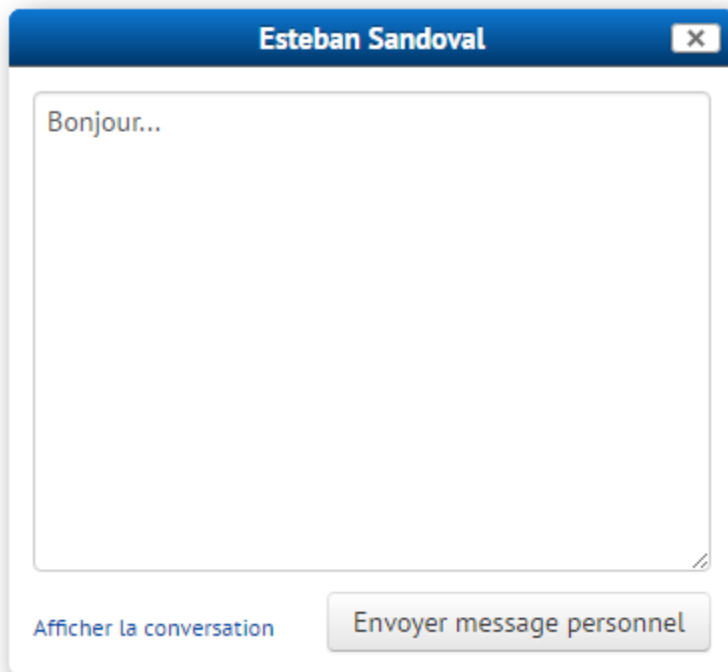 Esteban Sandoval
Bonjour...
Afficher la conversation
Envoyer message personnel